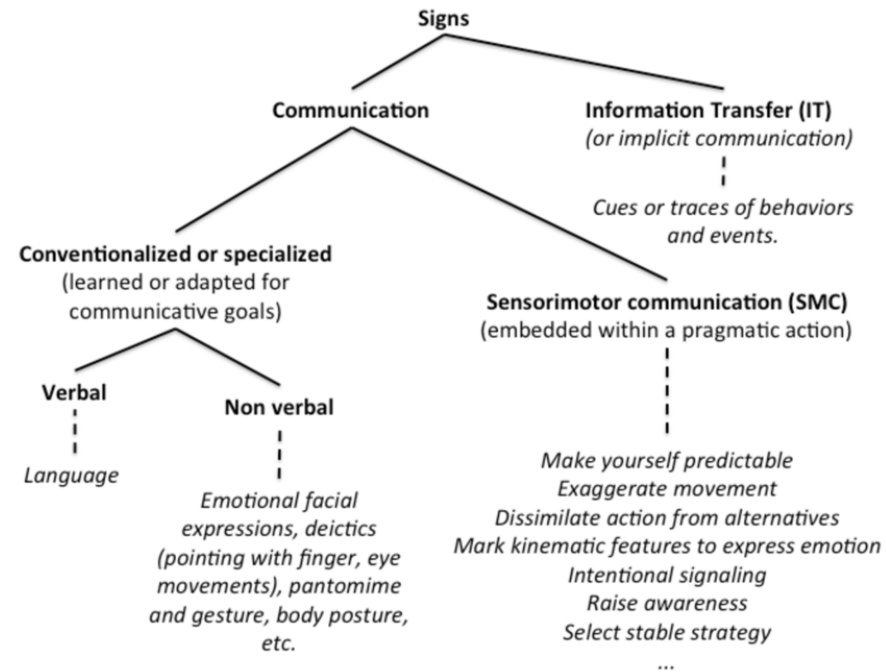 Signs
Communication
Information Transfer (IT)
(or implicit communication)
Cues or traces of behaviors
and events.
Conventionalized or specialized
(learned or adapted for
communicative goals)
Sensorimotor communication (SMC)
(embedded within a pragmatic action)
Verbal
Language
Non verbal
Emotional facial
expressions, deictics
(pointing with finger, eye
movements), pantomime
and gesture, body posture,
etc.
Make yourself predictable
Exaggerate movement
Dissimilate action from alternatives
Mark kinematic features to express emotion
Intentional signaling
Raise awareness
Select stable strategy
...